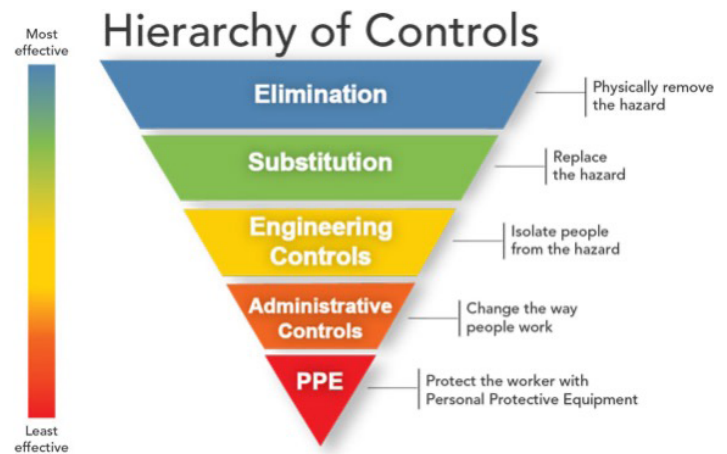 Hierarchy of Controls
Most
effective
Elimination
Physically remove
the hazard
Substitution
Replace
the hazard
Engineering
Controls
Isolate people
from the hazard
Administrative
Controls
Change the way
people work
PPE
Protect the worker with
Personal Protective Equipment
Least
effective